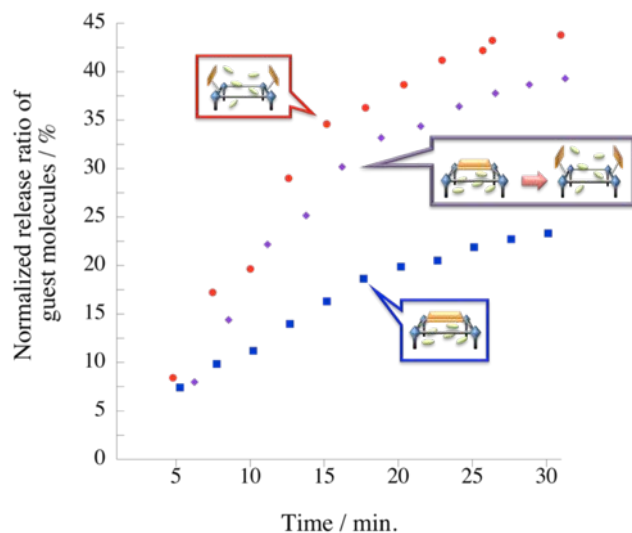 Normalized release ratio of
guest molecules / %
45
40
35
30
25
20
15
10
5
0
5 10 15 20 25 30
Time / min.